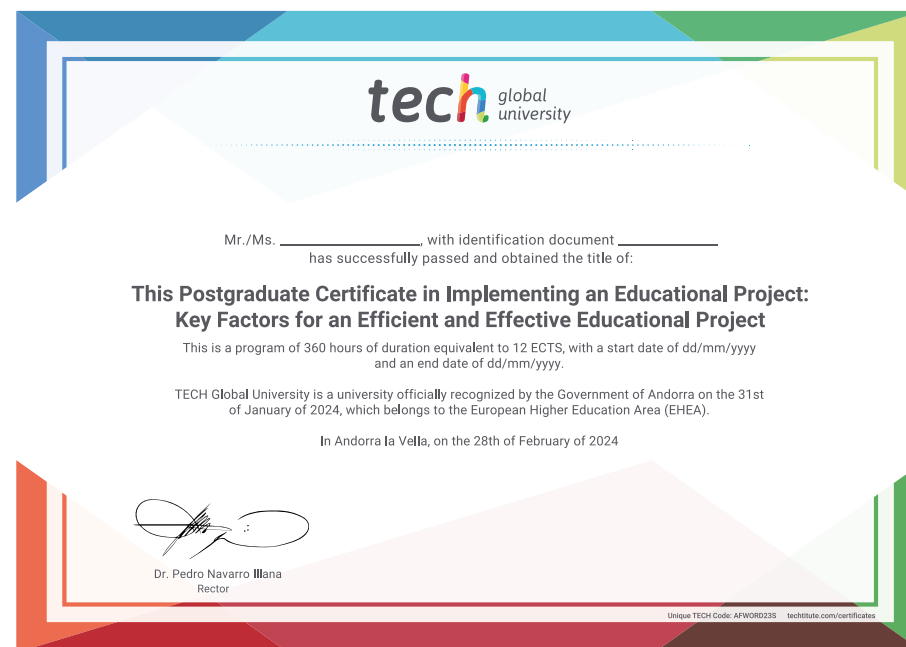 tech global university
Mr./Ms. ____________, with identification document ____________
has successfully passed and obtained the title of:
This Postgraduate Certificate in Implementing an Educational Project:
Key Factors for an Efficient and Effective Educational Project
This is a program of 360 hours of duration equivalent to 12 ECTS, with a start date of dd/mm/yyyy
and an end date of dd/mm/yyyy.
TECH Global University is a university officially recognized by the Government of Andorra on the 31st
of January of 2024, which belongs to the European Higher Education Area (EHEA).
In Andorra la Vella, on the 28th of February of 2024
Dr. Pedro Navarro Illana
Rector
Unique TECH Code: AFWORD23S techtitute.com/certificates